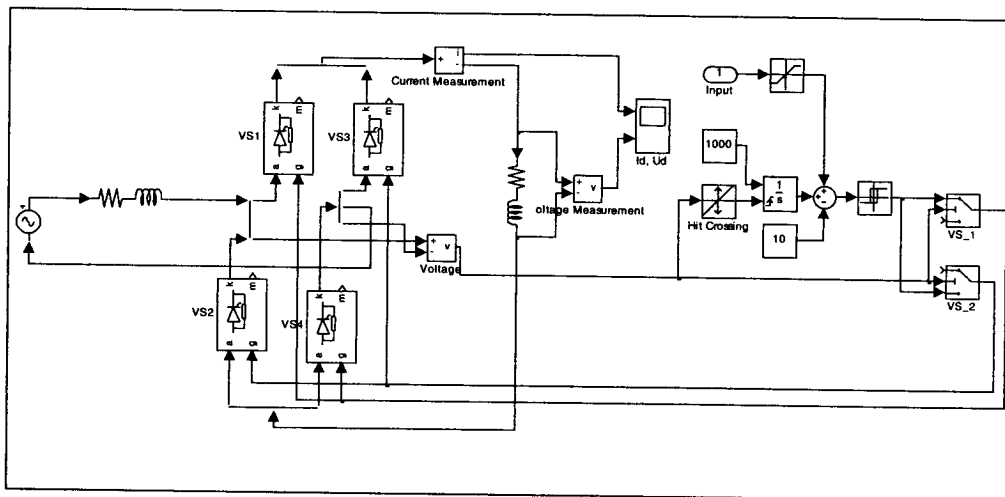 i
+
-
Current Measurement
1
Input
k
m
VS1
a
g
k
m
VS3
a
g
Id, Ud
1000
+
-
v
oltage Measurement
1
s
+
-
Hit Crossing
10
VS_1
+
-
v
Voltage
k
m
VS2
a
g
k
m
VS4
a
g
VS_2